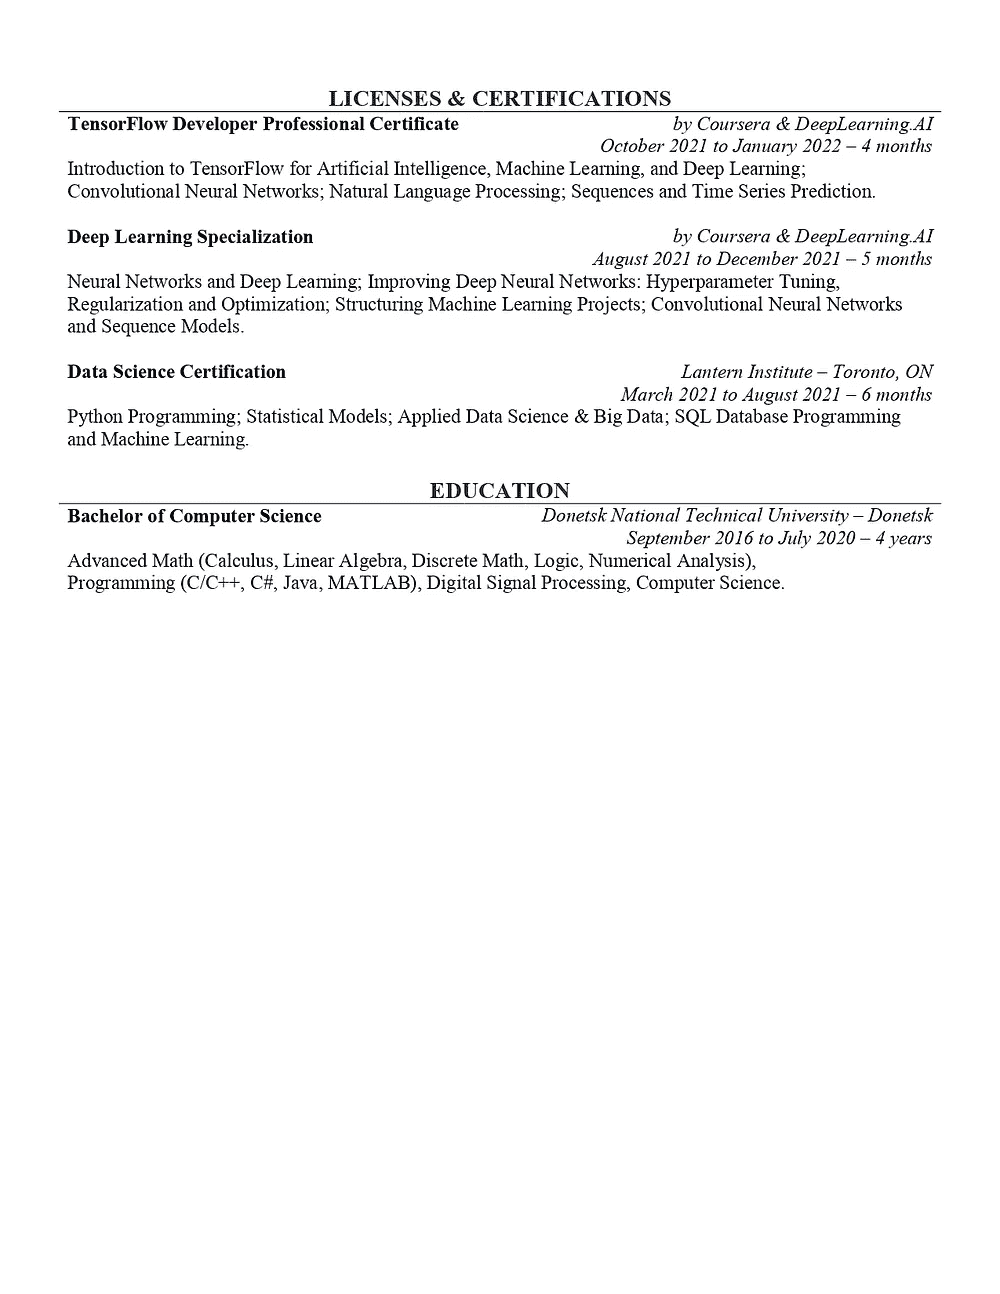 LICENSES & CERTIFICATIONS
TensorFlow Developer Professional Certificate by Coursera & DeepLearning.AI
October 2021 to January 2022 – 4 months
Introduction to TensorFlow for Artificial Intelligence, Machine Learning, and Deep Learning;
Convolutional Neural Networks; Natural Language Processing; Sequences and Time Series Prediction.
Deep Learning Specialization by Coursera & DeepLearning.AI
August 2021 to December 2021 – 5 months
Neural Networks and Deep Learning; Improving Deep Neural Networks: Hyperparameter Tuning,
Regularization and Optimization; Structuring Machine Learning Projects; Convolutional Neural Networks
and Sequence Models.
Data Science Certification Lantern Institute – Toronto, ON
March 2021 to August 2021 – 6 months
Python Programming; Statistical Models; Applied Data Science & Big Data; SQL Database Programming
and Machine Learning.
EDUCATION
Bachelor of Computer Science Donetsk National Technical University – Donetsk
September 2016 to July 2020 – 4 years
Advanced Math (Calculus, Linear Algebra, Discrete Math, Logic, Numerical Analysis),
Programming (C/C++, C#, Java, MATLAB), Digital Signal Processing, Computer Science.